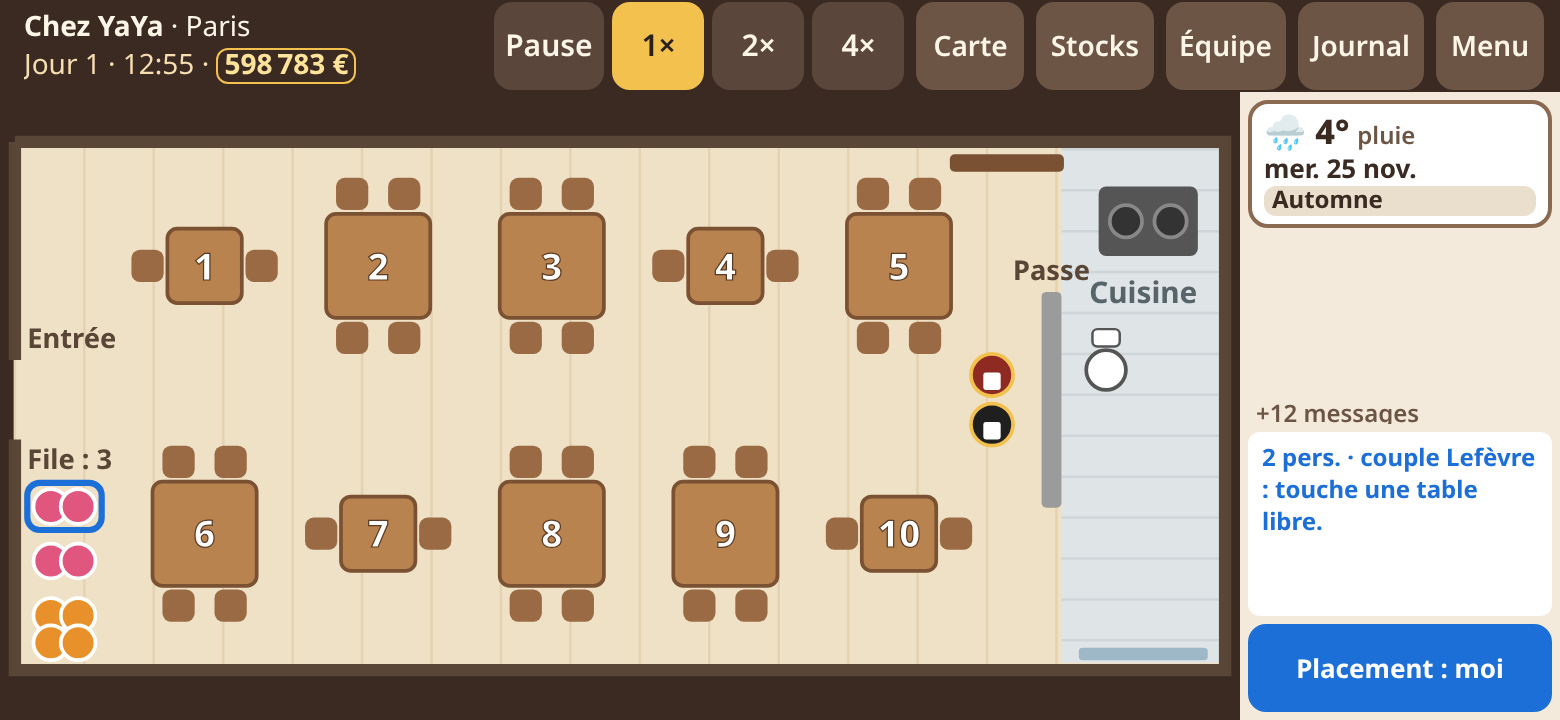 Chez YaYa · Paris
Jour 1 · 12:55 · 598 783 €
Pause
1×
2×
4×
Carte
Stocks
Équipe
Journal
Menu
4° pluie
mer. 25 nov.
Automne
1
2
3
4
5
Passe
Cuisine
Entrée
File : 3
6
7
8
9
10
+12 messages
2 pers. · couple Lefèvre
: touche une table
libre.
Placement : moi